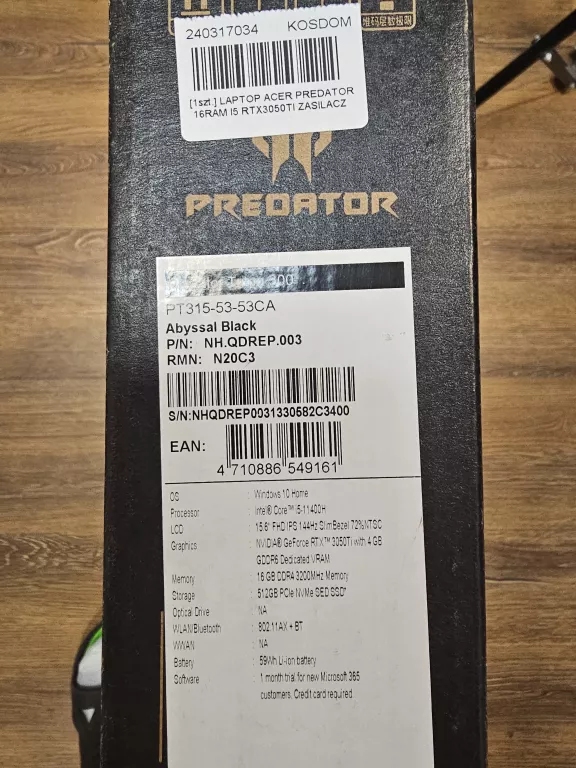 240317034 KOSDOM
[1szt.] LAPTOP ACER PREDATOR
16RAM I5 RTX3050TI ZASILACZ
PREDATOR
300
PT315-53-53CA
Abyssal Black
P/N: NH.QDREP.003
RMN: N20C3
S/N:NHQDREP0031330582C3400
EAN:
4 710886 549161
OS : Windows 10 Home
Processor : Intel® Core™ i5-11400H
LCD : 15.6" FHD IPS 144Hz SlimBezel 72%NTSC
Graphics : NVIDIA® GeForce RTX™ 3050Ti with 4 GB
GDDR6 Dedicated VRAM
Memory : 16 GB DDR4 3200MHz Memory
Storage : 512GB PCIe NVMe SED SSD*
Optical Drive : NA
WLAN/Bluetooth : 802.11AX + BT
WWAN : NA
Battery : 59Wh Li-ion battery
Software : 1 month trial for new Microsoft 365
customers. Credit card required